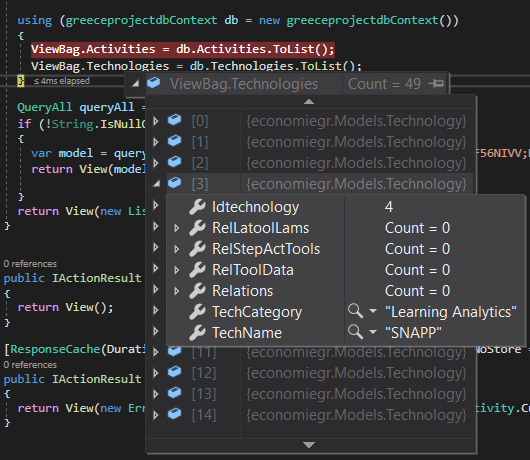 using (greeceprojectdbContext db = new greeceprojectdbContext())
{
ViewBag.Activities = db.Activities.ToList();
ViewBag.Technologies = db.Technologies.ToList();
} ≤ 4ms elapsed
ViewBag.Technologies Count = 49
QueryAll queryAll =
[0] {economiegr.Models.Technology}
if (!String.IsNullO
[1] {economiegr.Models.Technology}
{
var model = query
[2] {economiegr.Models.Technology}
F56NIVV;
return View(model
[3] {economiegr.Models.Technology}
}
return View(new Lis
}
Idtechnology 4
RelLatoolLams Count = 0
RelStepActTools Count = 0
RelToolData Count = 0
Relations Count = 0
TechCategory "Learning Analytics"
TechName "SNAPP"
0 references
public IActionResult
{
return View();
}
[ResponseCache(Durati
[11] {economiegr.Models.Technology}
NoStore =
0 references
[12] {economiegr.Models.Technology}
public IActionResult
{
[13] {economiegr.Models.Technology}
return View(new Err
[14] {economiegr.Models.Technology}
tivity.Cu
}